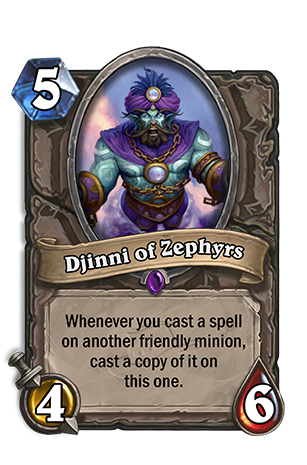 5
Djinni of Zephyrs
Whenever you cast a spell
on another friendly minion,
cast a copy of it on
this one.
4
6